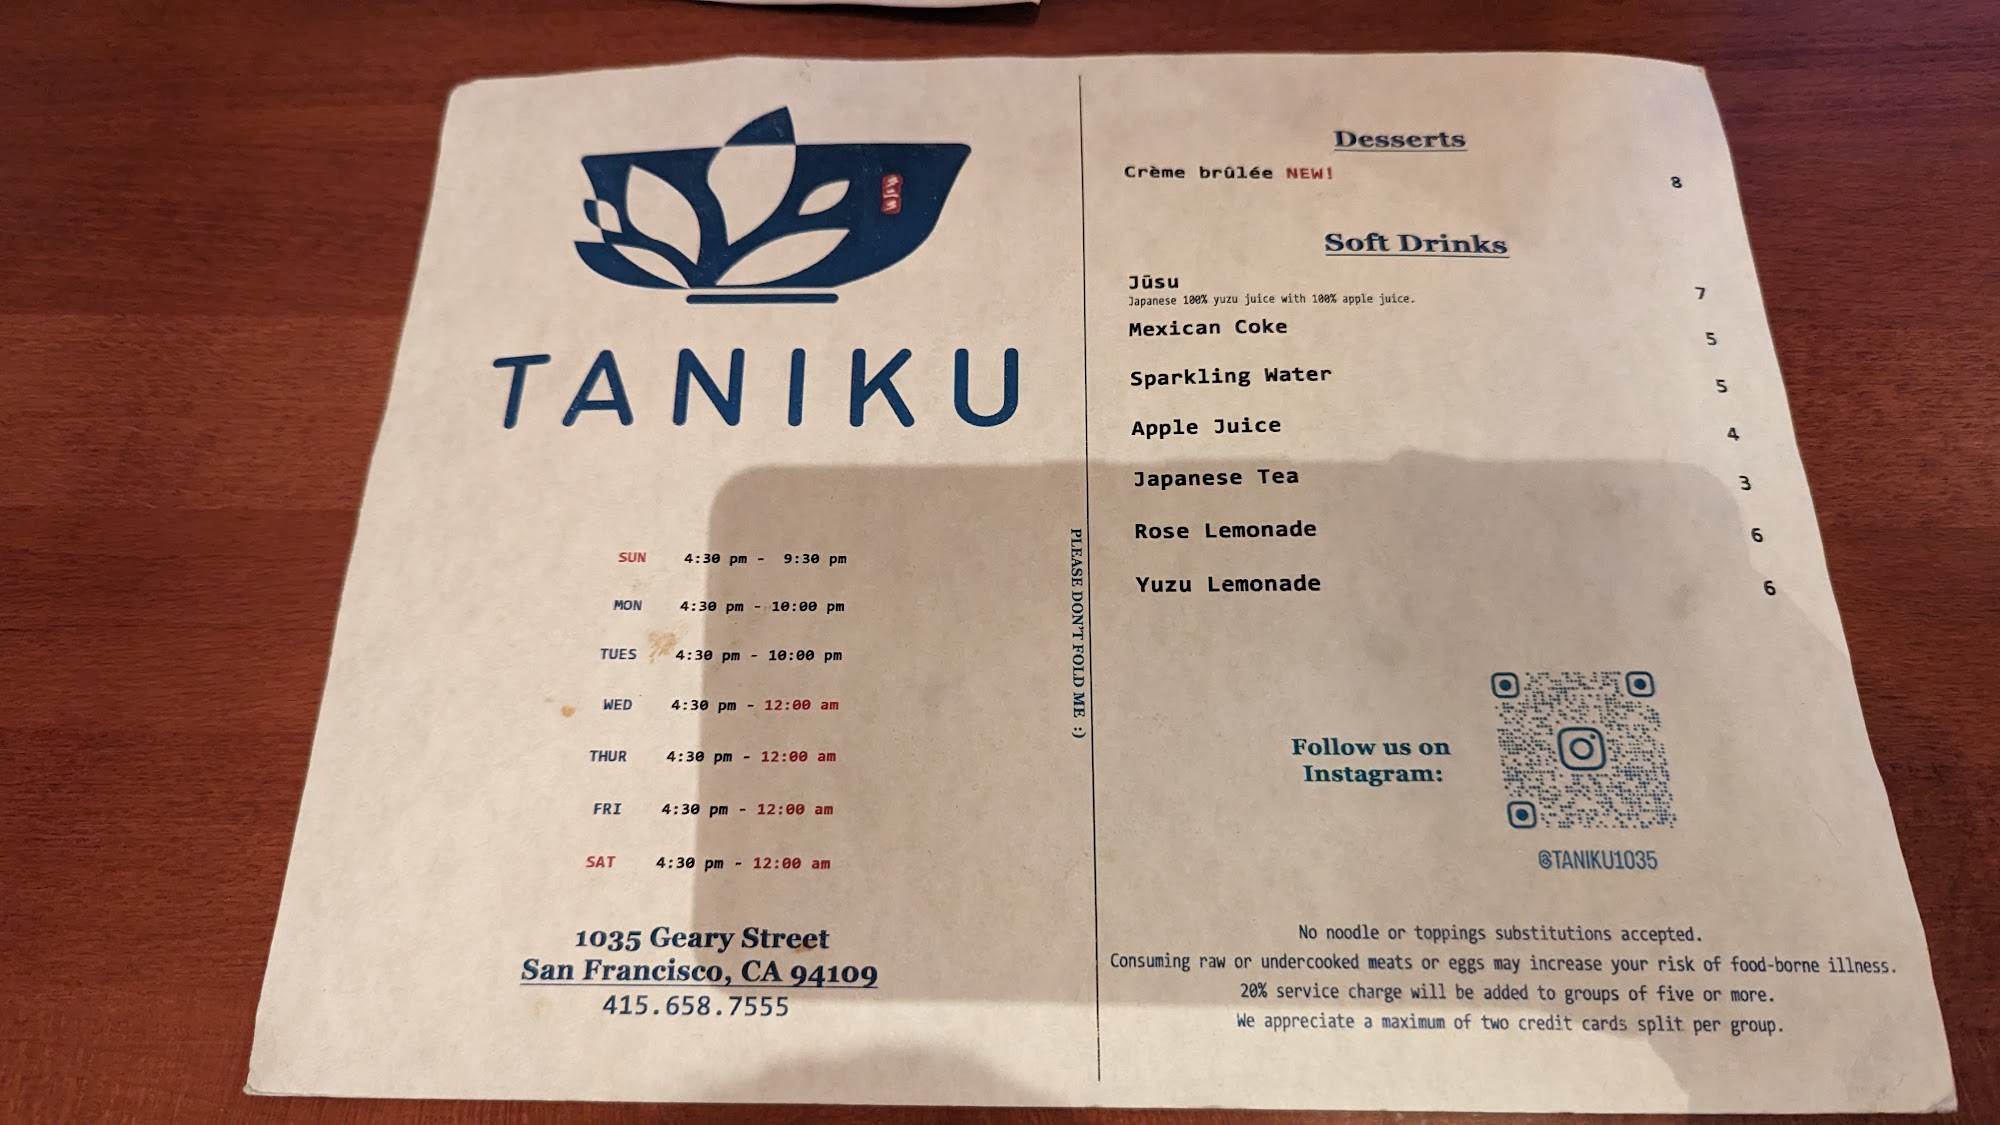 TANIKU
SUN 4:30 pm - 9:30 pm
MON 4:30 pm - 10:00 pm
TUES 4:30 pm - 10:00 pm
WED 4:30 pm - 12:00 am
THUR 4:30 pm - 12:00 am
FRI 4:30 pm - 12:00 am
SAT 4:30 pm - 12:00 am
1035 Geary Street
San Francisco, CA 94109
415.658.7555
PLEASE DON'T FOLD ME :)
Desserts
Crème brûlée NEW! 8
Soft Drinks
Jūsu 7
Japanese 100% yuzu juice with 100% apple juice.
Mexican Coke 5
Sparkling Water 5
Apple Juice 4
Japanese Tea 3
Rose Lemonade 6
Yuzu Lemonade 6
Follow us on
Instagram:
@TANIKU1035
No noodle or toppings substitutions accepted.
Consuming raw or undercooked meats or eggs may increase your risk of food-borne illness.
20% service charge will be added to groups of five or more.
We appreciate a maximum of two credit cards split per group.